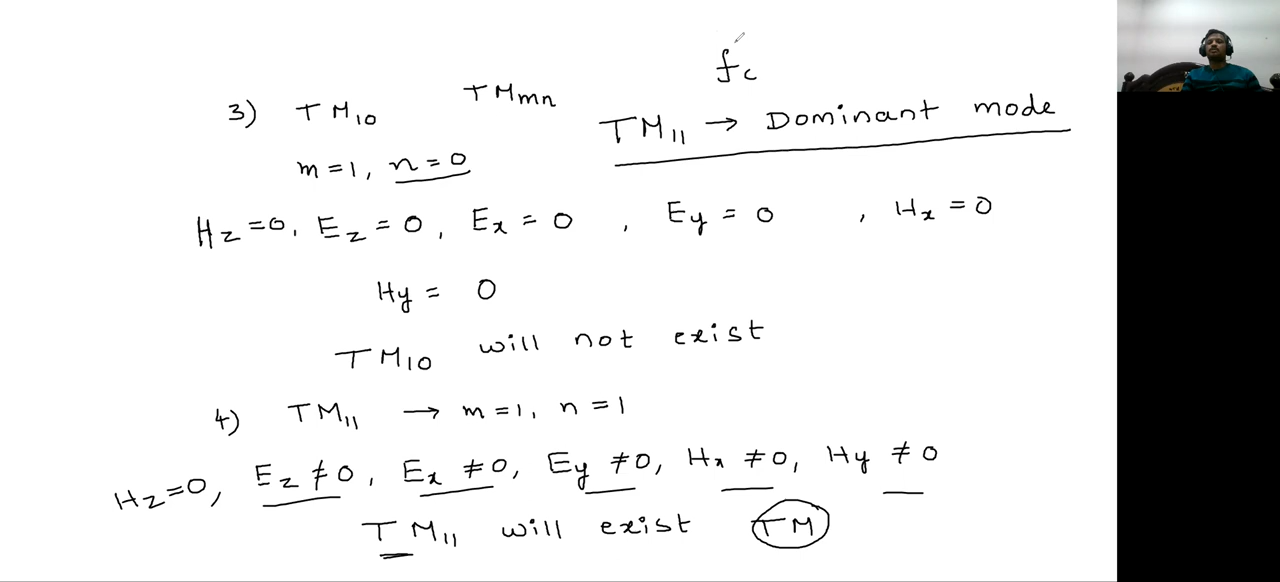 fc
3) TM10 TMmn TM11 → Dominant mode
m=1, n=0
Hz=0, Ez=0, Ex=0, Ey=0, Hx=0
Hy=0
TM10 will not exist
4) TM11 → m=1, n=1
Hz=0, Ez≠0, Ex≠0, Ey≠0, Hx≠0, Hy≠0
TM11 will exist TM